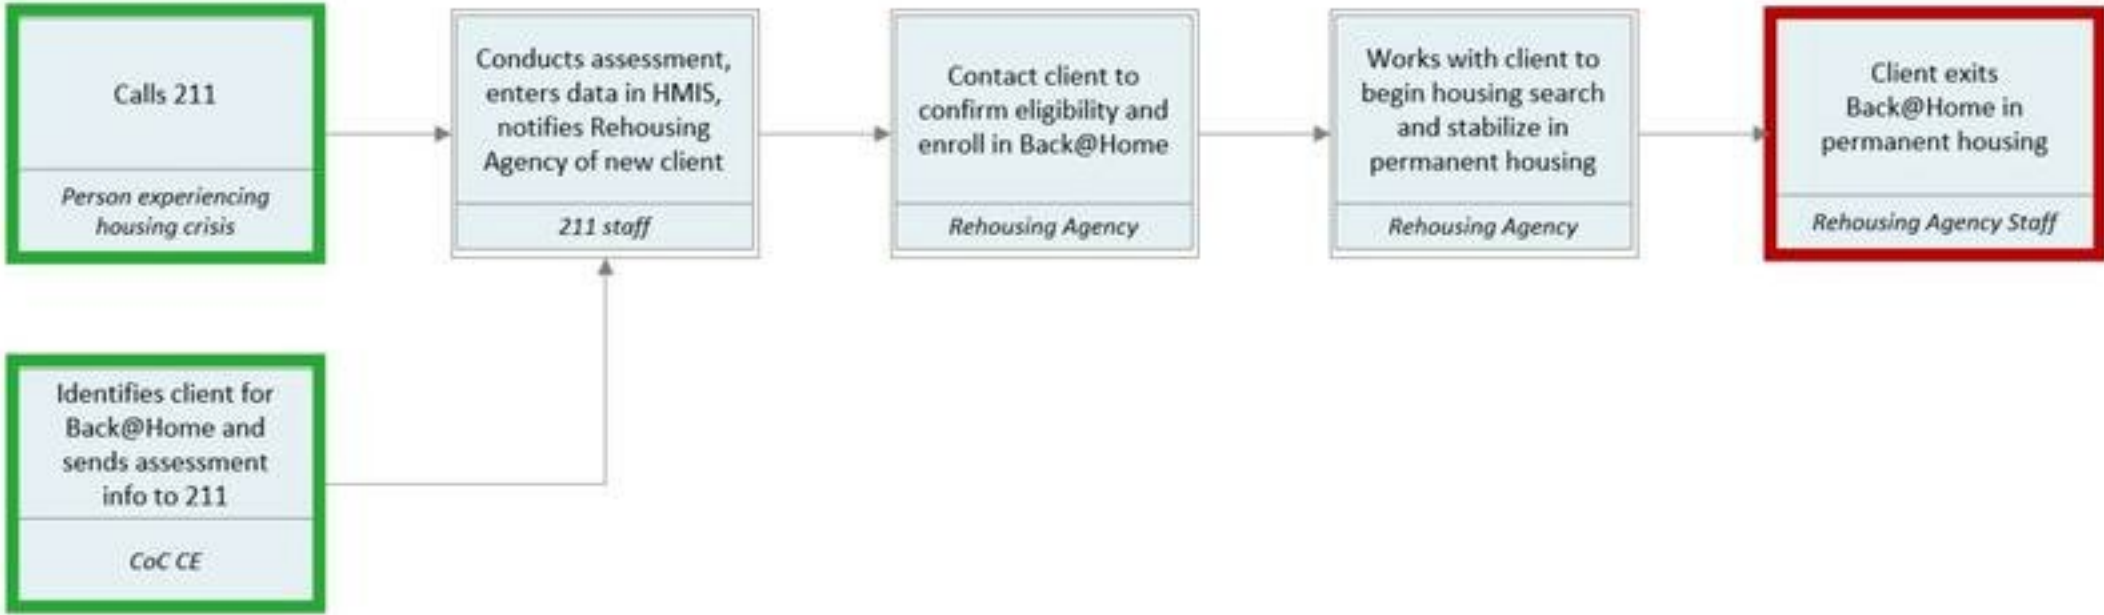 Calls 211
Person experiencing
housing crisis
Conducts assessment,
enters data in HMIS,
notifies Rehousing
Agency of new client
211 staff
Contact client to
confirm eligibility and
enroll in Back@Home
Rehousing Agency
Works with client to
begin housing search
and stabilize in
permanent housing
Rehousing Agency
Client exits
Back@Home in
permanent housing
Rehousing Agency Staff
Identifies client for
Back@Home and
sends assessment
info to 211
CoC CE